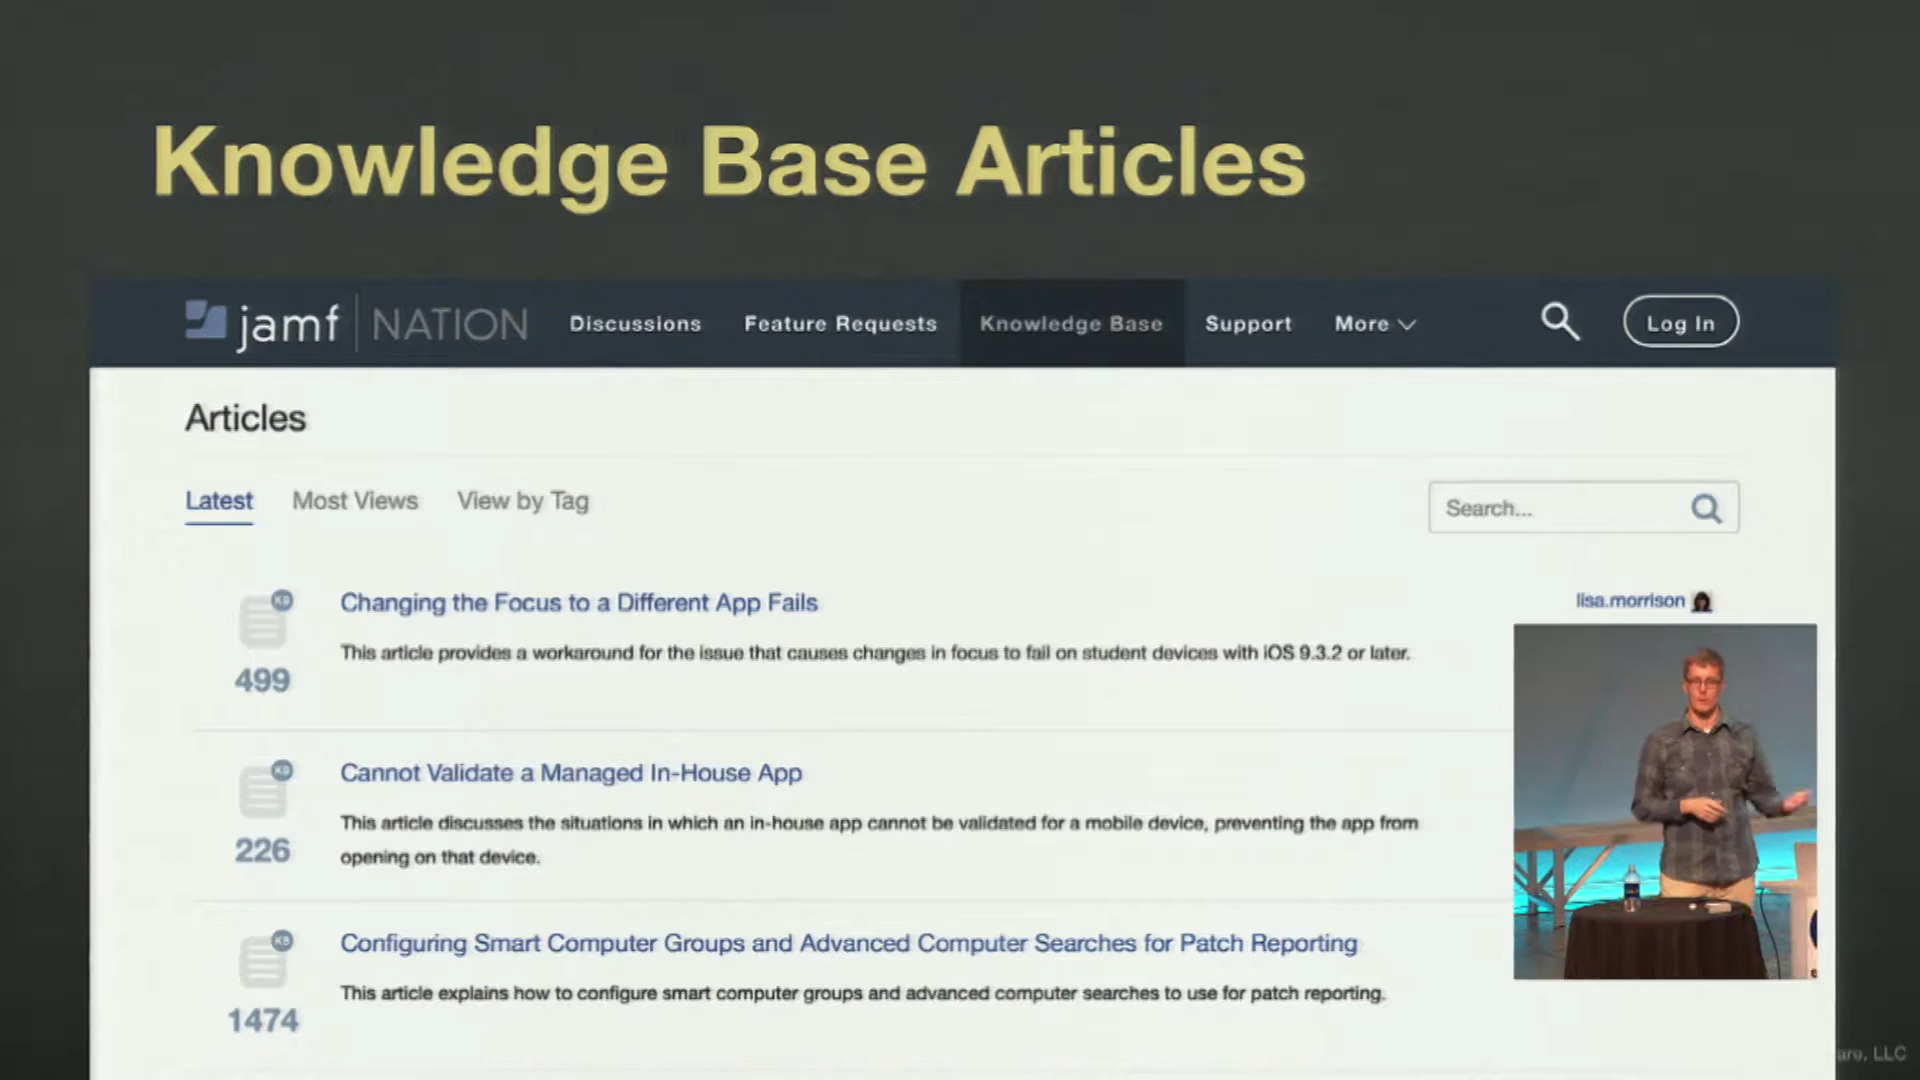 Knowledge Base Articles
jamf NATION Discussions Feature Requests Knowledge Base Support More Log In
Articles
Latest Most Views View by Tag Search...
KB Changing the Focus to a Different App Fails lisa.morrison
This article provides a workaround for the issue that causes changes in focus to fail on student devices with iOS 9.3.2 or later.
499
KB Cannot Validate a Managed In-House App
This article discusses the situations in which an in-house app cannot be validated for a mobile device, preventing the app from
226 opening on that device.
KB Configuring Smart Computer Groups and Advanced Computer Searches for Patch Reporting
This article explains how to configure smart computer groups and advanced computer searches to use for patch reporting.
1474
LLC